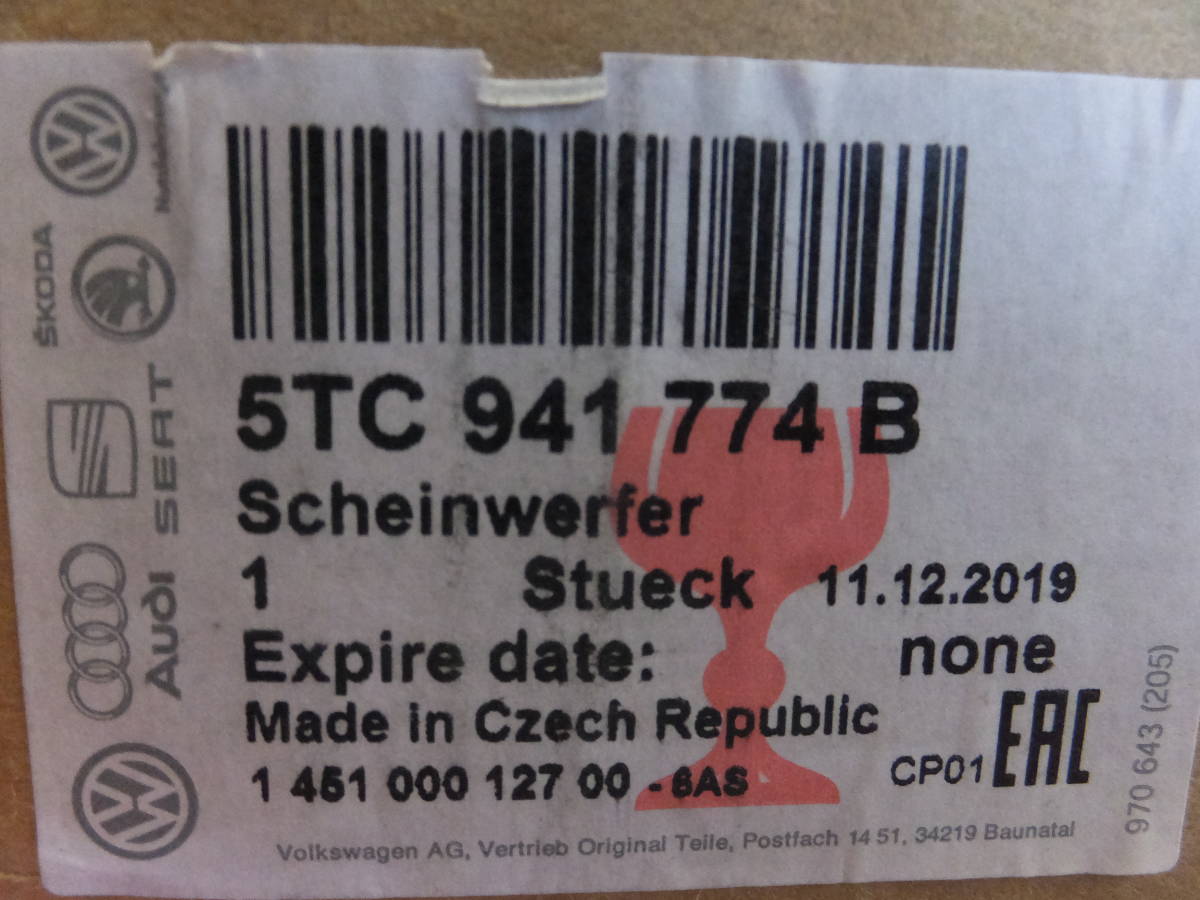 5TC 941 774 B
Scheinwerfer
1 Stueck 11.12.2019
Expire date: none
Made in Czech Republic
1 451 000 127 00 - 6AS CP01 EAC
Volkswagen AG, Vertrieb Original Teile, Postfach 14 51, 34219 Baunatal
970 643 (205)
ŠKODA
SEAT
Audi